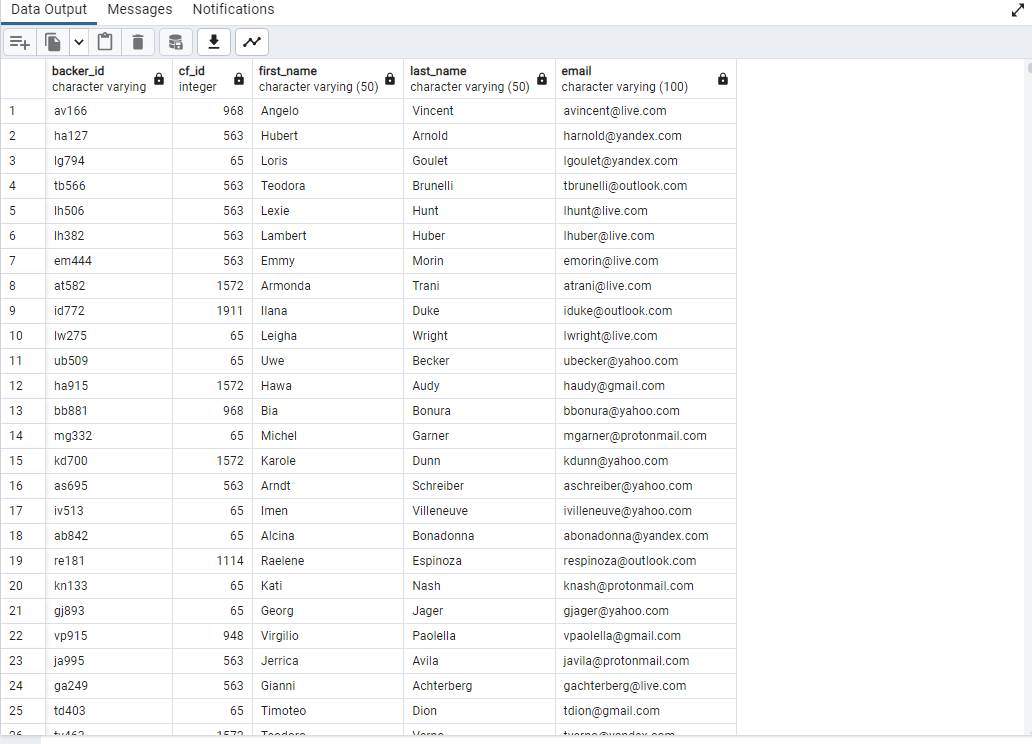 Data Output Messages Notifications
backer_id cf_id first_name last_name email
character varying integer character varying (50) character varying (50) character varying (100)
1 av166 968 Angelo Vincent avincent@live.com
2 ha127 563 Hubert Arnold harnold@yandex.com
3 lg794 65 Loris Goulet lgoulet@yandex.com
4 tb566 563 Teodora Brunelli tbrunelli@outlook.com
5 lh506 563 Lexie Hunt lhunt@live.com
6 lh382 563 Lambert Huber lhuber@live.com
7 em444 563 Emmy Morin emorin@live.com
8 at582 1572 Armonda Trani atrani@live.com
9 id772 1911 Ilana Duke iduke@outlook.com
10 lw275 65 Leigha Wright lwright@live.com
11 ub509 65 Uwe Becker ubecker@yahoo.com
12 ha915 1572 Hawa Audy haudy@gmail.com
13 bb881 968 Bia Bonura bbonura@yahoo.com
14 mg332 65 Michel Garner mgarner@protonmail.com
15 kd700 1572 Karole Dunn kdunn@yahoo.com
16 as695 563 Arndt Schreiber aschreiber@yahoo.com
17 iv513 65 Imen Villeneuve ivilleneuve@yahoo.com
18 ab842 65 Alcina Bonadonna abonadonna@yandex.com
19 re181 1114 Raelene Espinoza respinoza@outlook.com
20 kn133 65 Kati Nash knash@protonmail.com
21 gj893 65 Georg Jager gjager@yahoo.com
22 vp915 948 Virgilio Paolella vpaolella@gmail.com
23 ja995 563 Jerrica Avila javila@protonmail.com
24 ga249 563 Gianni Achterberg gachterberg@live.com
25 td403 65 Timoteo Dion tdion@gmail.com